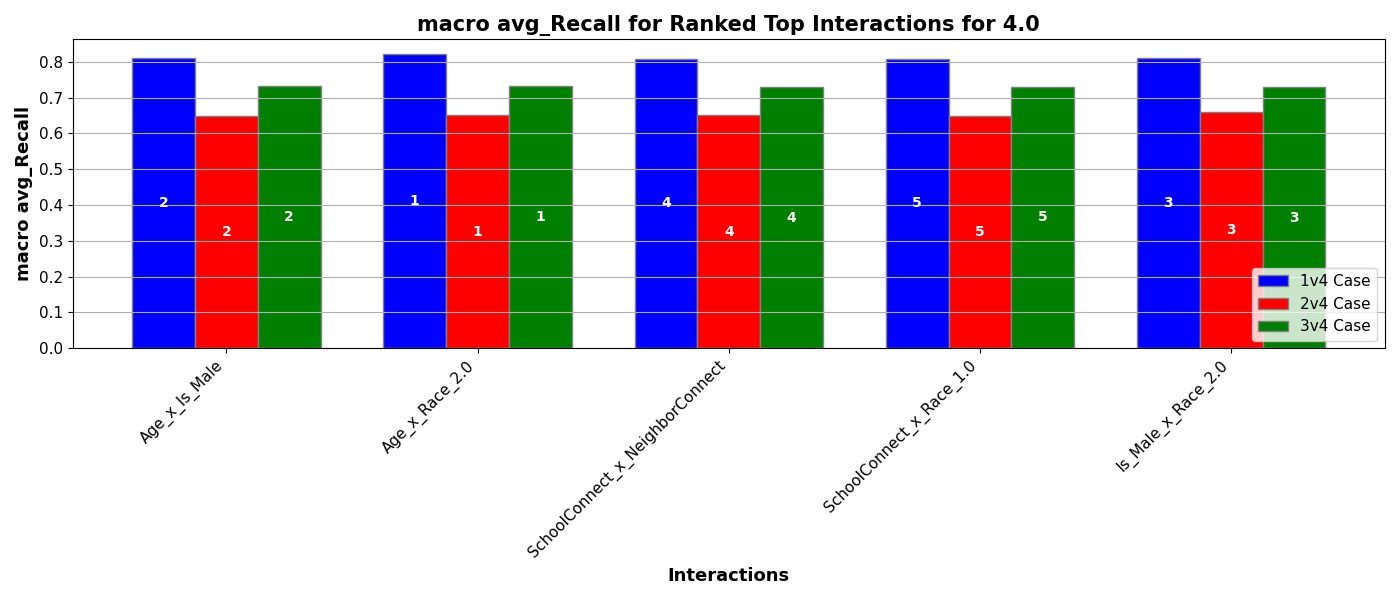 macro avg_Recall for Ranked Top Interactions for 4.0
macro avg_Recall
0.8
0.7
0.6
0.5
0.4
0.3
0.2
0.1
0.0
2 2 2 1 1 1 4 4 4 5 5 5 3 3 3
1v4 Case
2v4 Case
3v4 Case
Age_x_Is_Male
Age_x_Race_2.0
SchoolConnect_x_NeighborConnect
SchoolConnect_x_Race_1.0
Is_Male_x_Race_2.0
Interactions